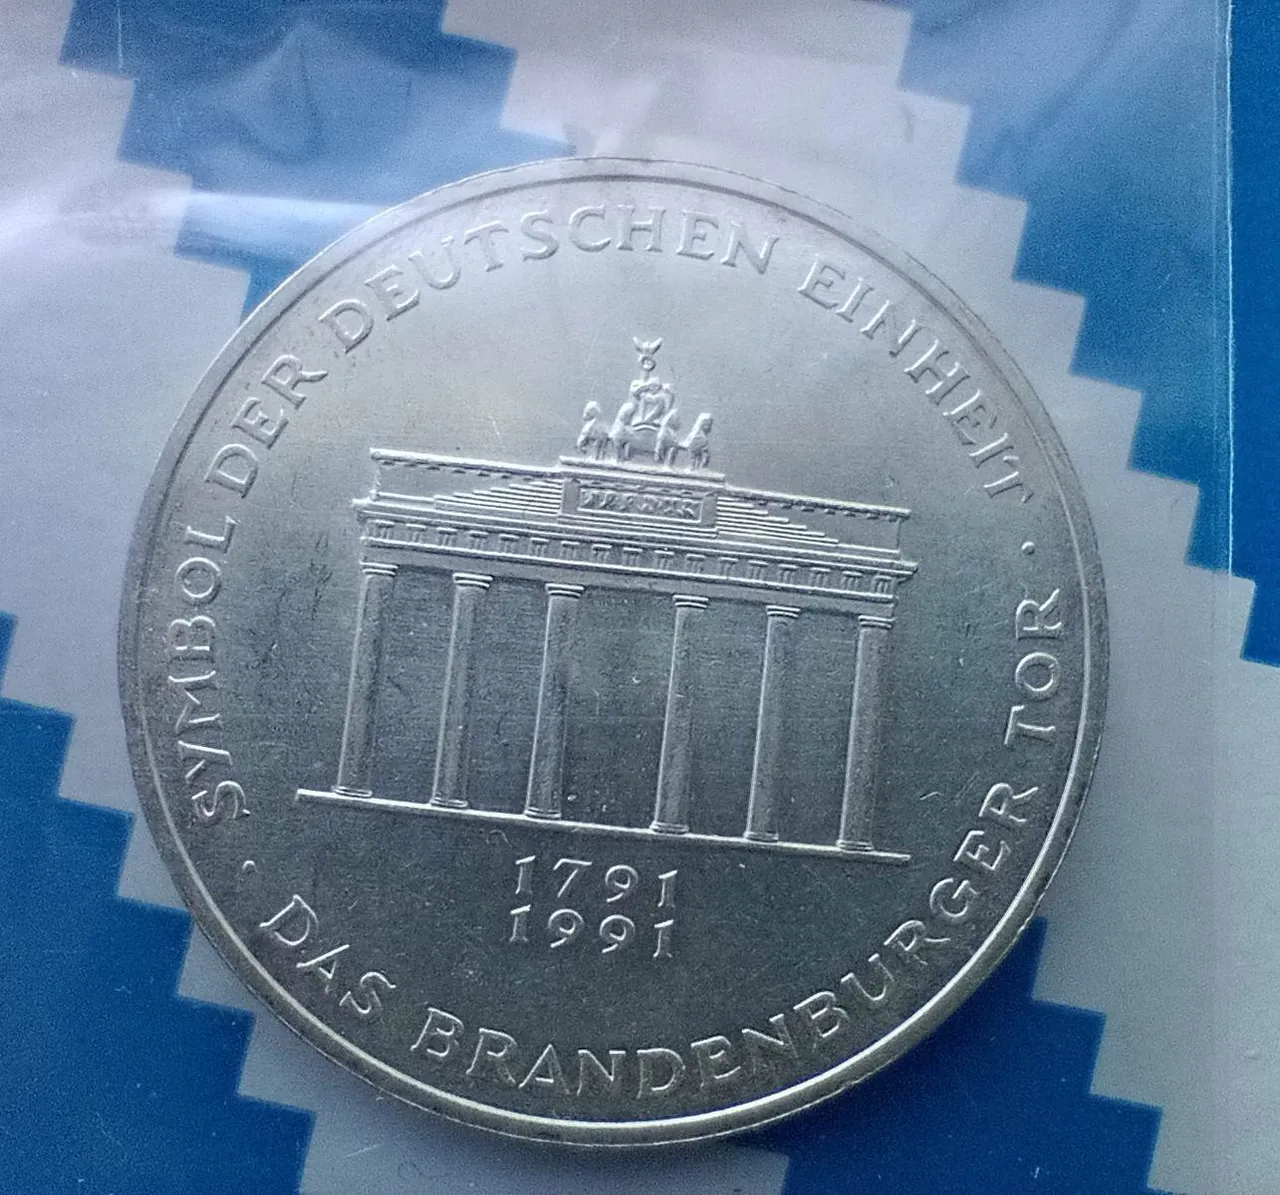 SYMBOL DER DEUTSCHEN EINHEIT
DAS BRANDENBURGER TOR
1791
1991